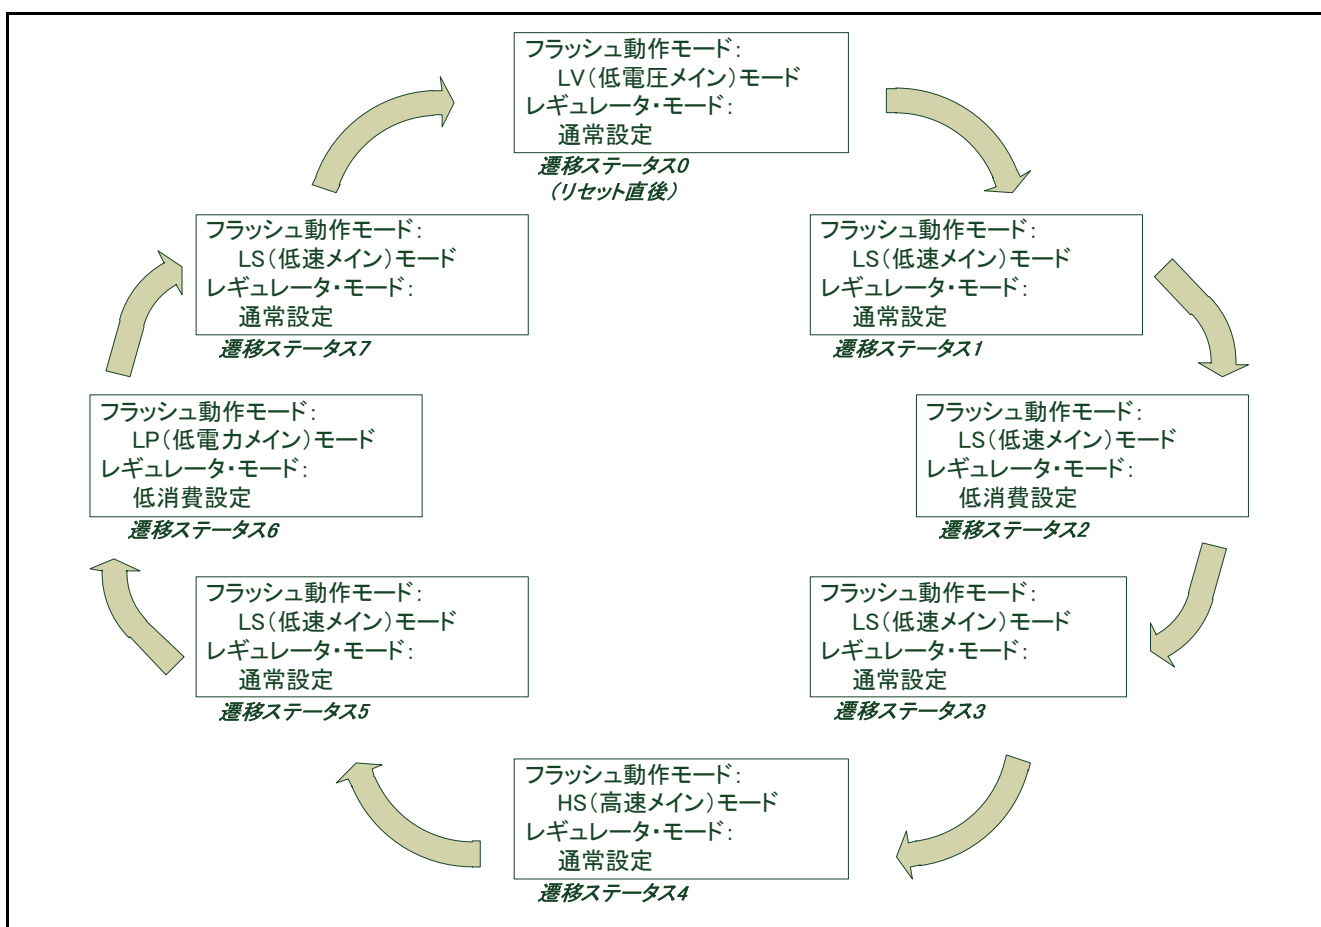 フラッシュ動作モード:
LV(低電圧メイン)モード
レギュレータ・モード:
通常設定
遷移ステータス0
(リセット直後)
フラッシュ動作モード:
LS(低速メイン)モード
レギュレータ・モード:
通常設定
遷移ステータス1
フラッシュ動作モード:
LS(低速メイン)モード
レギュレータ・モード:
低消費設定
遷移ステータス2
フラッシュ動作モード:
LS(低速メイン)モード
レギュレータ・モード:
通常設定
遷移ステータス3
フラッシュ動作モード:
HS(高速メイン)モード
レギュレータ・モード:
通常設定
遷移ステータス4
フラッシュ動作モード:
LS(低速メイン)モード
レギュレータ・モード:
通常設定
遷移ステータス5
フラッシュ動作モード:
LP(低電力メイン)モード
レギュレータ・モード:
低消費設定
遷移ステータス6
フラッシュ動作モード:
LS(低速メイン)モード
レギュレータ・モード:
通常設定
遷移ステータス7